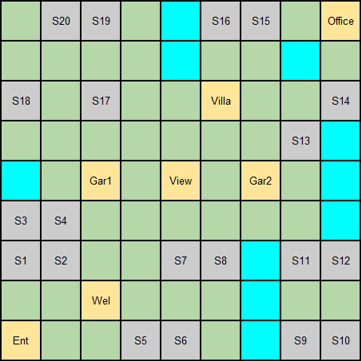 S20 S19 S16 S15 Office
S18 S17 Villa S14
S13
Gar1 View Gar2
S3 S4
S1 S2 S7 S8 S11 S12
Wel
Ent S5 S6 S9 S10